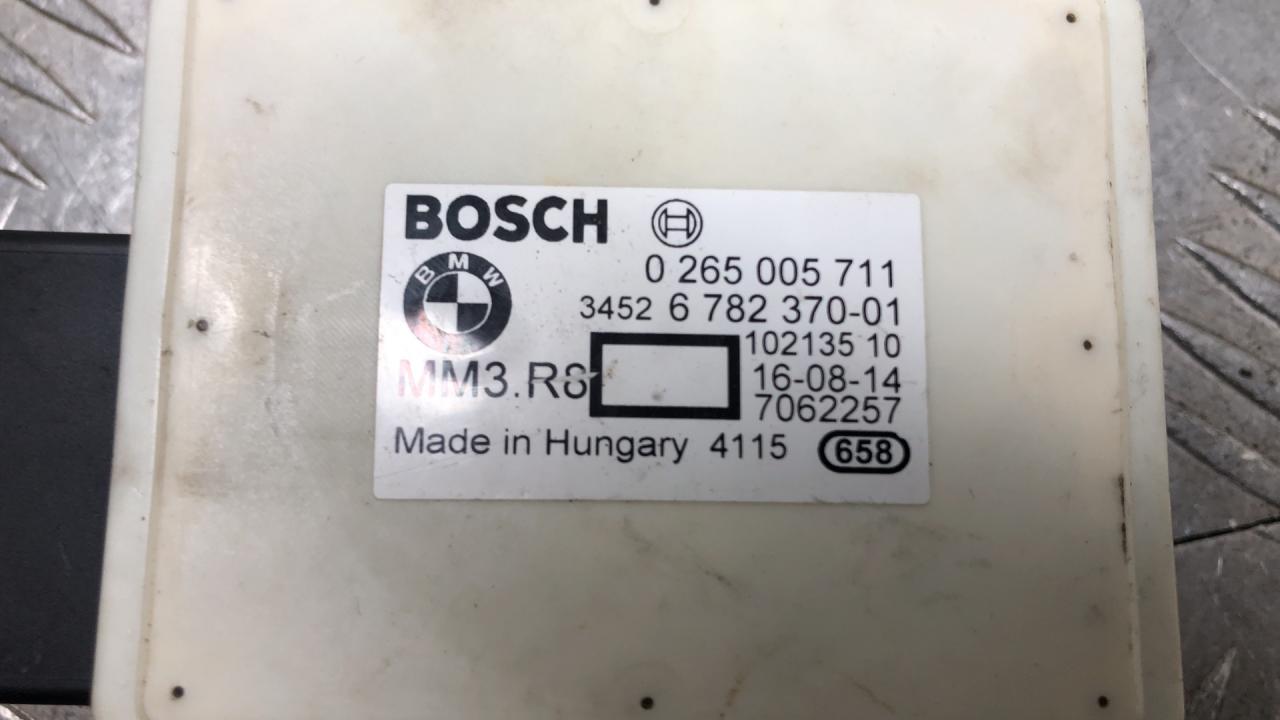 BOSCH
0 265 005 711
BMW
3452 6 782 370-01
102135 10
MM3.R8
16-08-14
7062257
Made in Hungary 4115 658